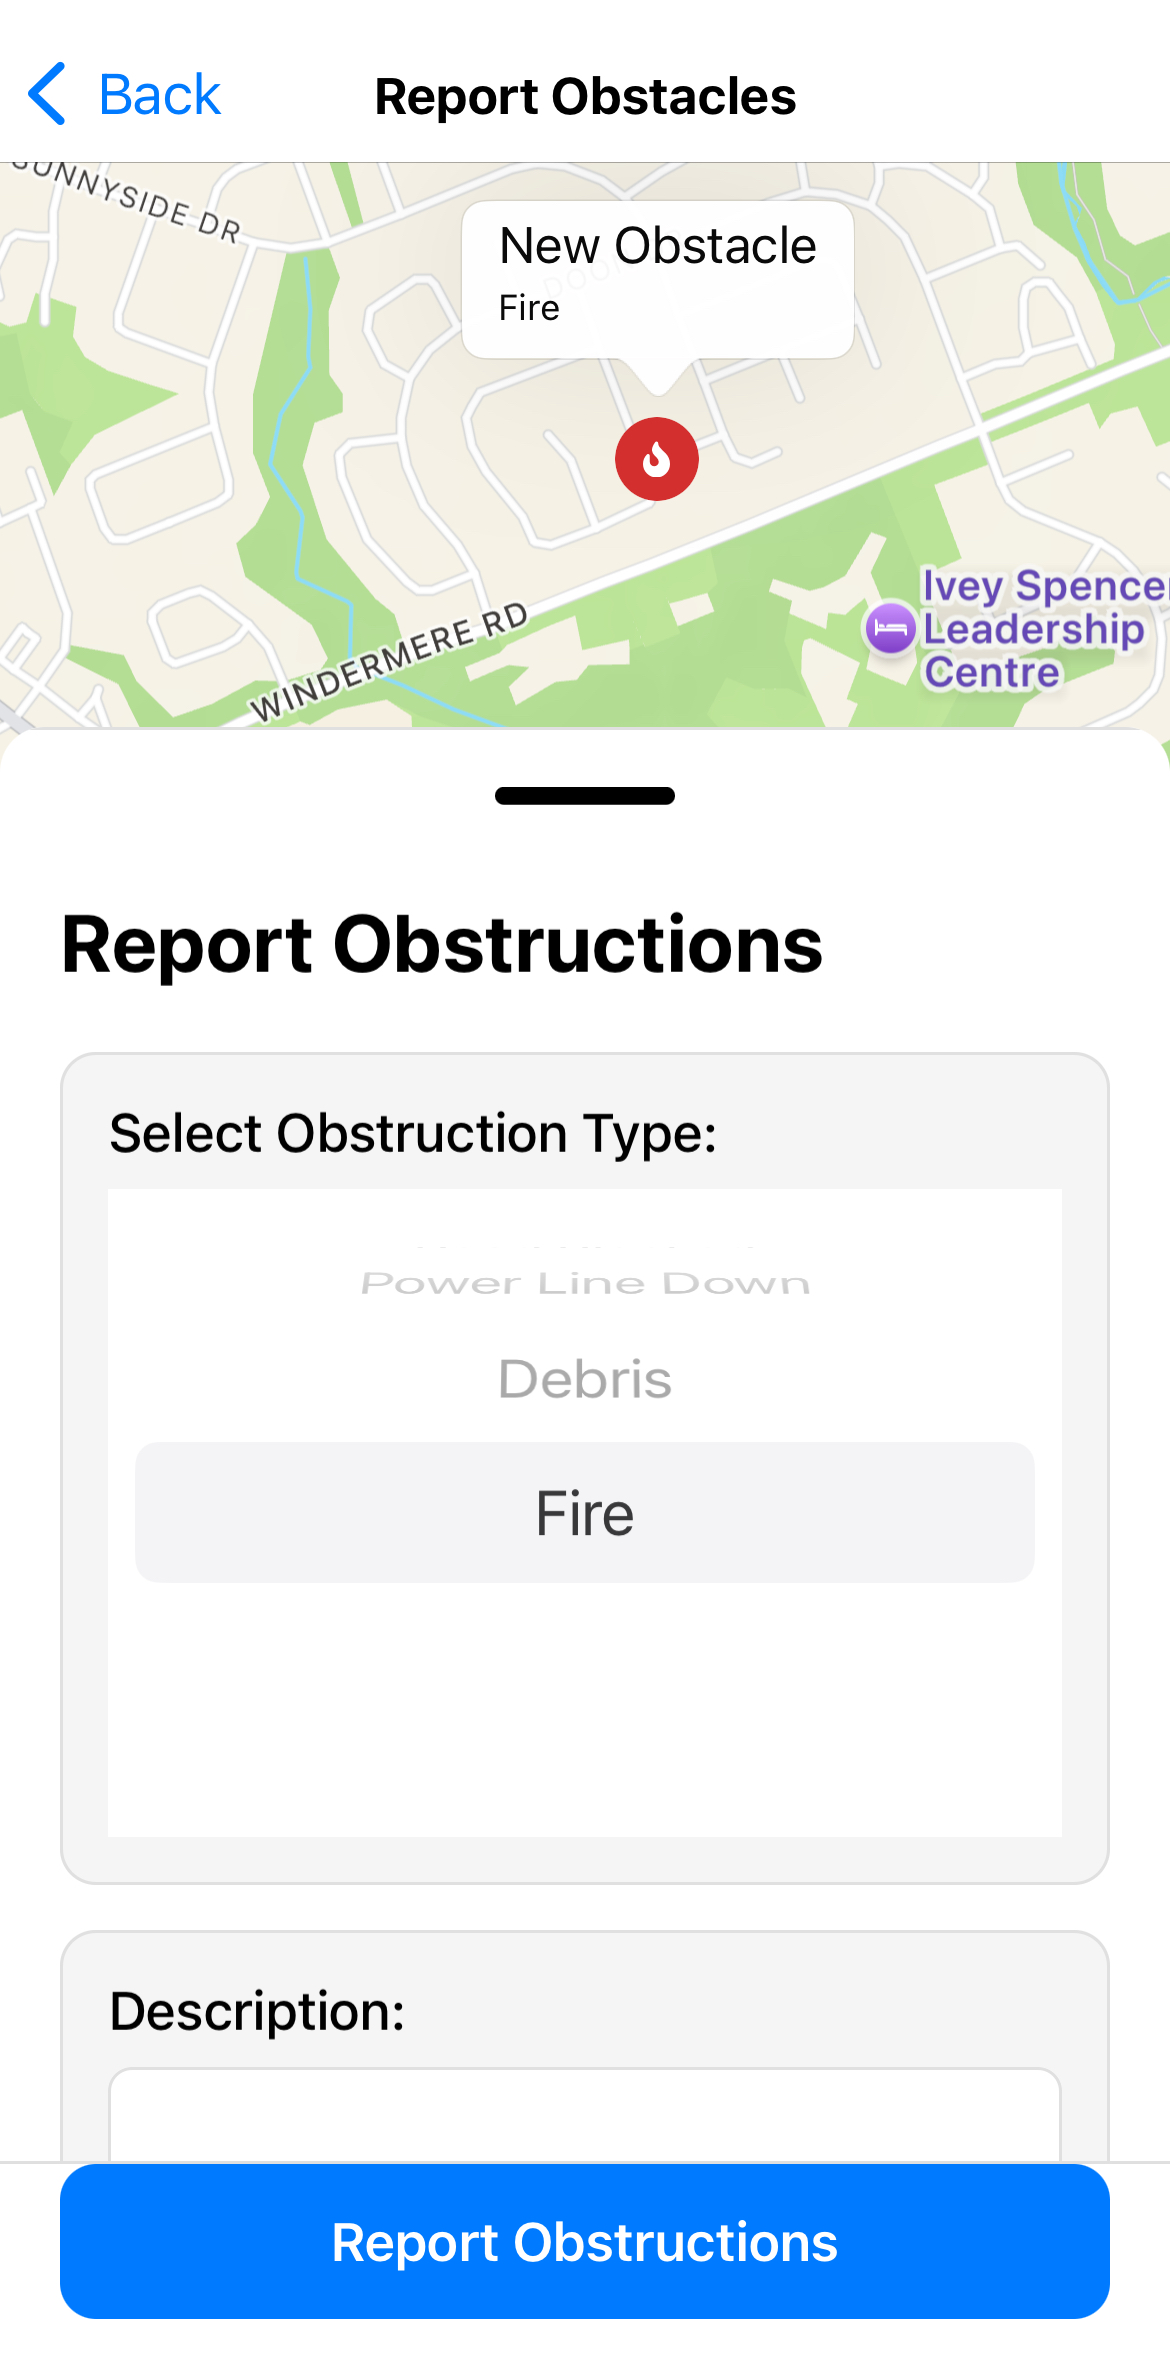 Back
Report Obstacles
SUNNYSIDE DR
New Obstacle
Fire
WINDERMERE RD
Ivey Spencer
Leadership
Centre
Report Obstructions
Select Obstruction Type:
Power Line Down
Debris
Fire
Description:
Report Obstructions